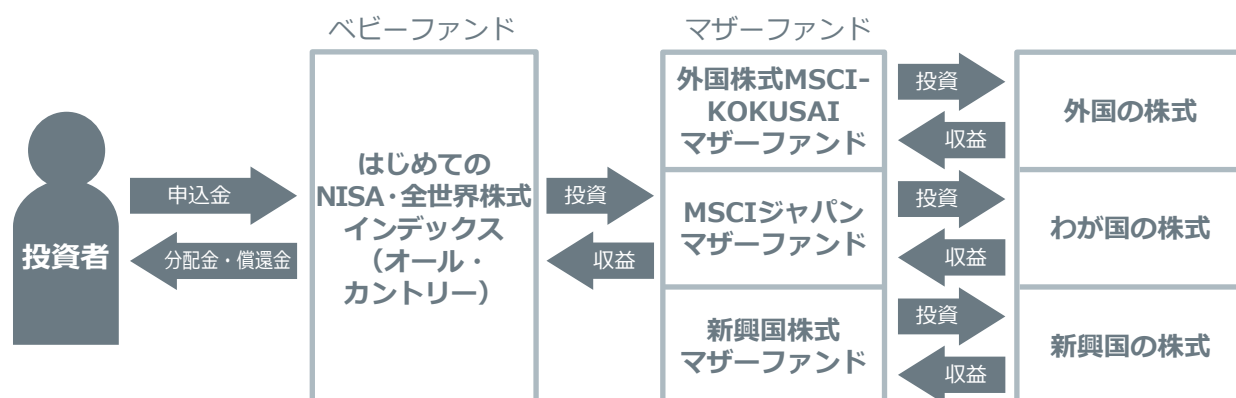 ベビーファンド
マザーファンド
投資者
申込金
分配金・償還金
はじめての
NISA・全世界株式
インデックス
（オール・
カントリー）
投資
収益
外国株式MSCI-
KOKUSAI
マザーファンド
投資
収益
外国の株式
MSCIジャパン
マザーファンド
投資
収益
わが国の株式
新興国株式
マザーファンド
投資
収益
新興国の株式